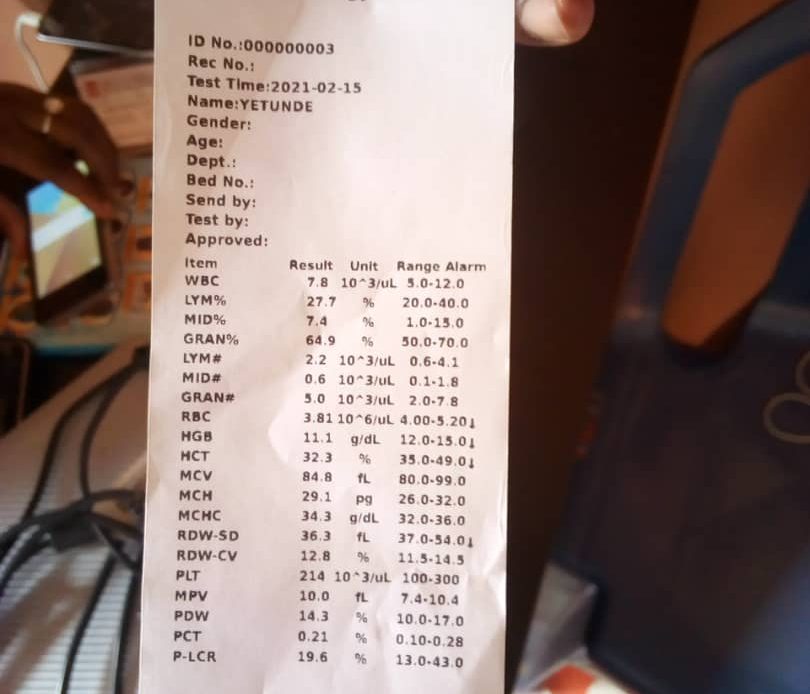 ID No.:000000003
Rec No.:
Test Time:2021-02-15
Name:YETUNDE
Gender:
Age:
Dept.:
Bed No.:
Send by:
Test by:
Approved:
Item Result Unit Range Alarm
WBC 7.8 10^3/uL 5.0-12.0
LYM% 27.7 % 20.0-40.0
MID% 7.4 % 1.0-15.0
GRAN% 64.9 % 50.0-70.0
LYM# 2.2 10^3/uL 0.6-4.1
MID# 0.6 10^3/uL 0.1-1.8
GRAN# 5.0 10^3/uL 2.0-7.8
RBC 3.81 10^6/uL 4.00-5.20↓
HGB 11.1 g/dL 12.0-15.0↓
HCT 32.3 % 35.0-49.0↓
MCV 84.8 fL 80.0-99.0
MCH 29.1 pg 26.0-32.0
MCHC 34.3 g/dL 32.0-36.0
RDW-SD 36.3 fL 37.0-54.0↓
RDW-CV 12.8 % 11.5-14.5
PLT 214 10^3/uL 100-300
MPV 10.0 fL 7.4-10.4
PDW 14.3 % 10.0-17.0
PCT 0.21 % 0.10-0.28
P-LCR 19.6 % 13.0-43.0